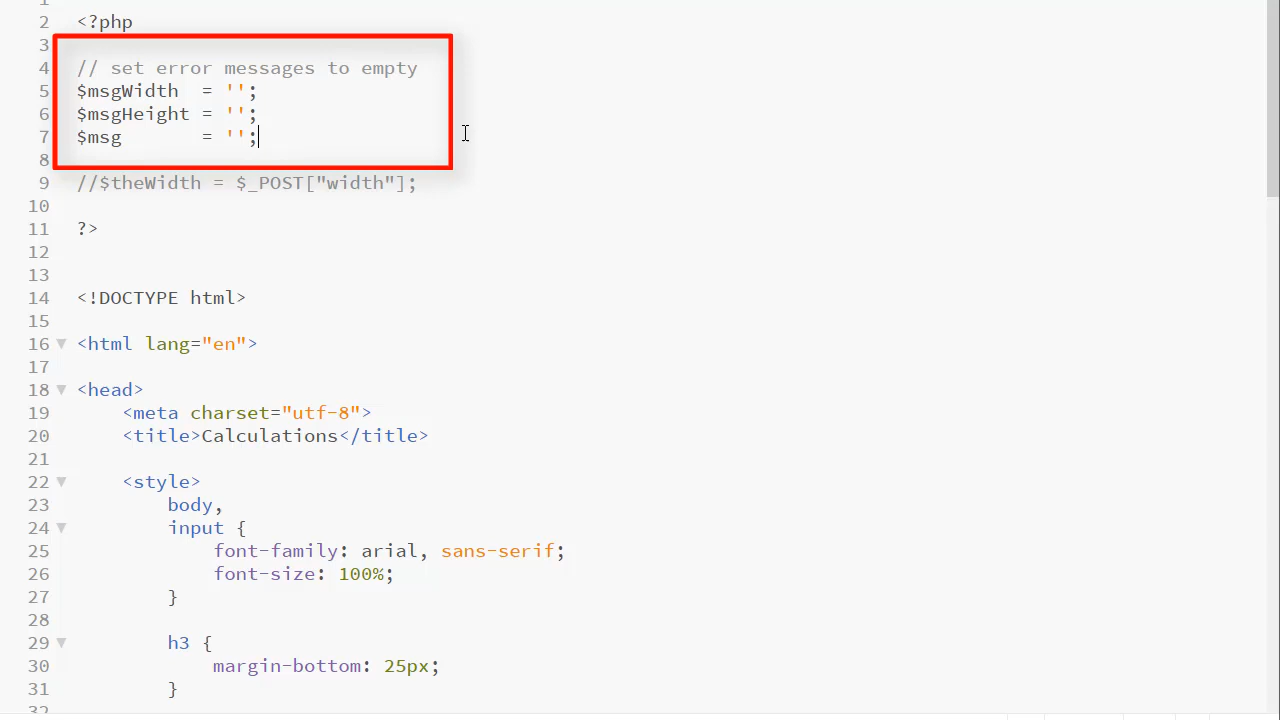 1
2 <?php
3
4 // set error messages to empty
5 $msgWidth  = '';
6 $msgHeight = '';
7 $msg       = '';
8
9 //$theWidth = $_POST["width"];
10
11 ?>
12
13
14 <!DOCTYPE html>
15
16 <html lang="en">
17
18 <head>
19     <meta charset="utf-8">
20     <title>Calculations</title>
21
22     <style>
23         body,
24         input {
25             font-family: arial, sans-serif;
26             font-size: 100%;
27         }
28
29         h3 {
30             margin-bottom: 25px;
31         }
32